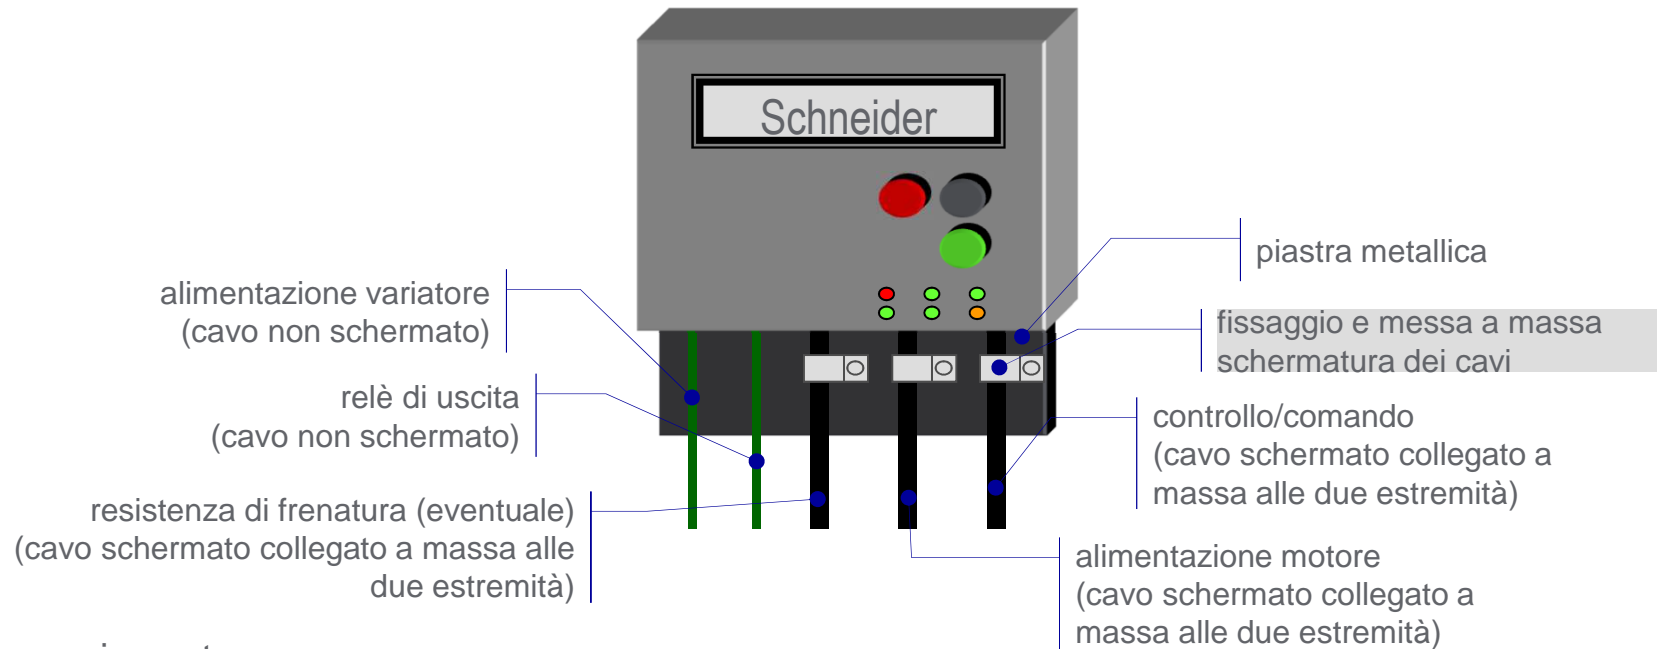 Schneider
piastra metallica
alimentazione variatore
(cavo non schermato)
fissaggio e messa a massa
schermatura dei cavi
relè di uscita
(cavo non schermato)
controllo/comando
(cavo schermato collegato a
massa alle due estremità)
resistenza di frenatura (eventuale)
(cavo schermato collegato a massa alle
due estremità)
alimentazione motore
(cavo schermato collegato a
massa alle due estremità)